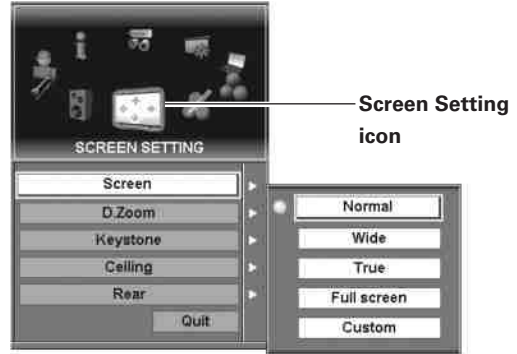 Screen Setting
icon
SCREEN SETTING
Screen
D.Zoom
Keystone
Ceiling
Rear
Quit
Normal
Wide
True
Full screen
Custom